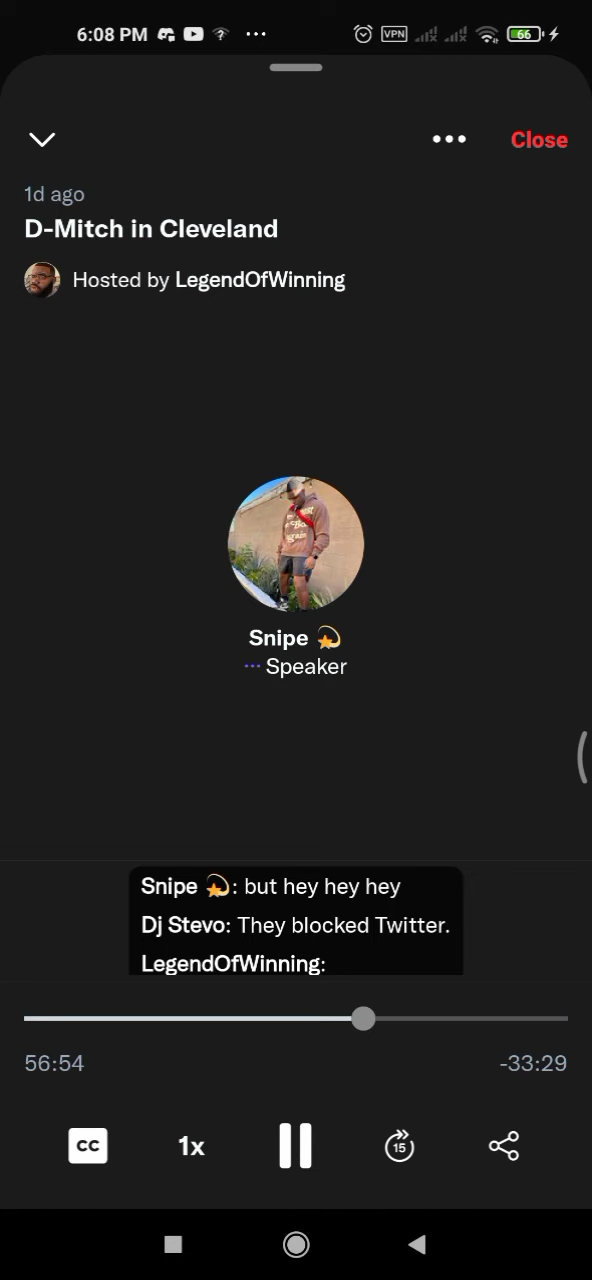 6:08 PM
VPN
66
Close
1d ago
D-Mitch in Cleveland
Hosted by LegendOfWinning
Snipe 💫
Speaker
Snipe 💫: but hey hey hey
Dj Stevo: They blocked Twitter.
LegendOfWinning:
56:54
-33:29
CC
1x
15